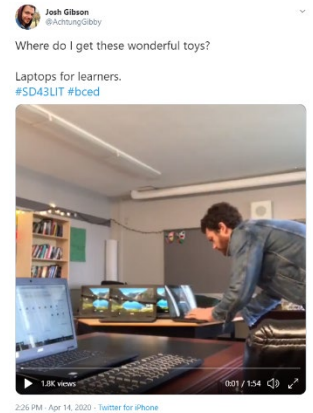 Josh Gibson
@AchtungGibby
Where do I get these wonderful toys?
Laptops for learners.
#SD43LIT #bced
1.8K views
0:01 / 1:54
2:26 PM · Apr 14, 2020 · Twitter for iPhone